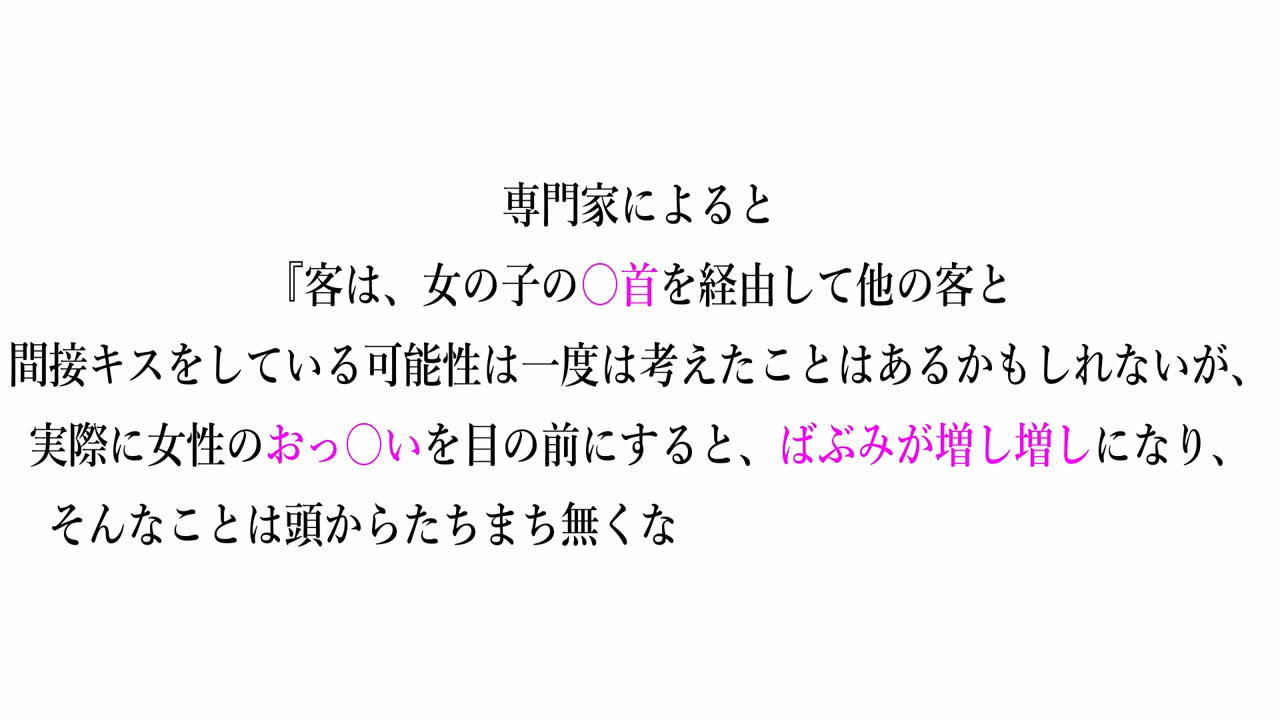 専門家によると
『客は、女の子の〇首を経由して他の客と
間接キスをしている可能性は一度は考えたことはあるかもしれないが、
実際に女性のおっ〇いを目の前にすると、ばぶみが増し増しになり、
そんなことは頭からたちまち無くな